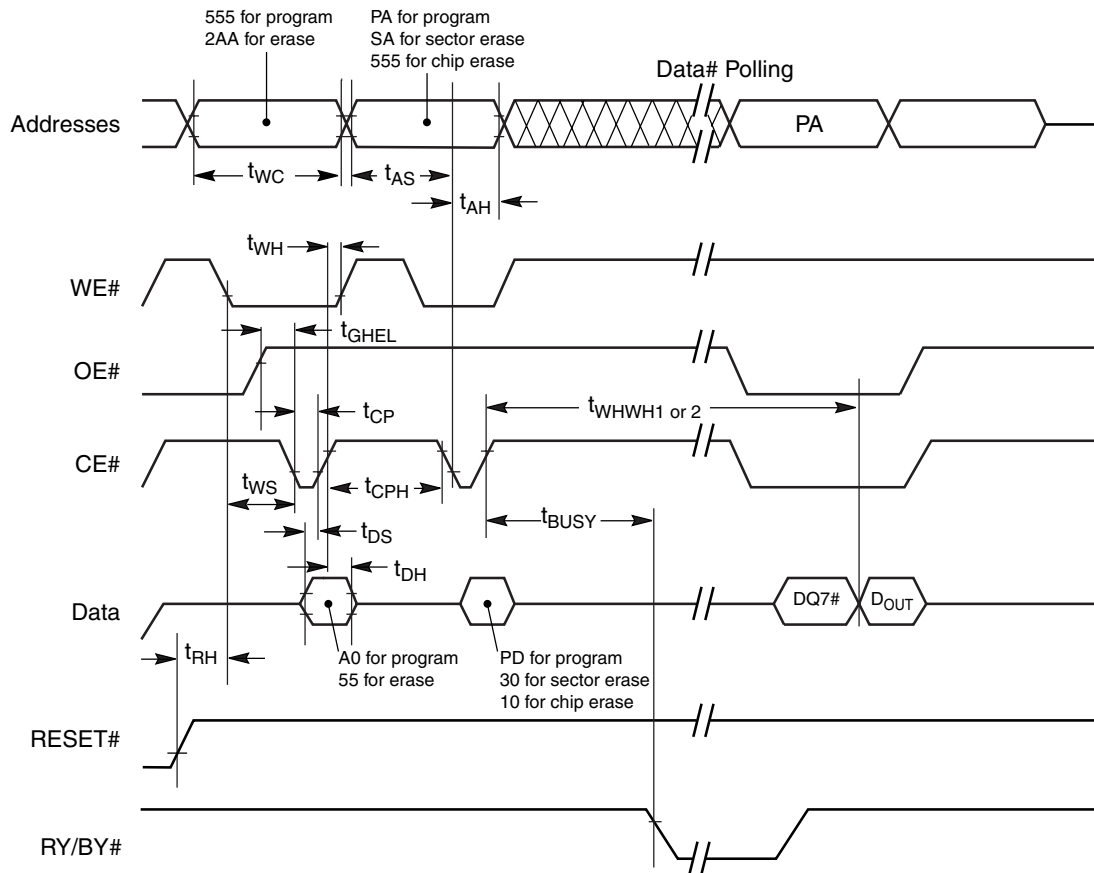 555 for program
2AA for erase
PA for program
SA for sector erase
555 for chip erase
Data# Polling
Addresses
PA
tWC
tAS
tAH
tWH
WE#
tGHEL
OE#
tWHWH1 or 2
tCP
CE#
tWS
tCPH
tBUSY
tDS
tDH
Data
DQ7#
DOUT
tRH
A0 for program
55 for erase
PD for program
30 for sector erase
10 for chip erase
RESET#
RY/BY#